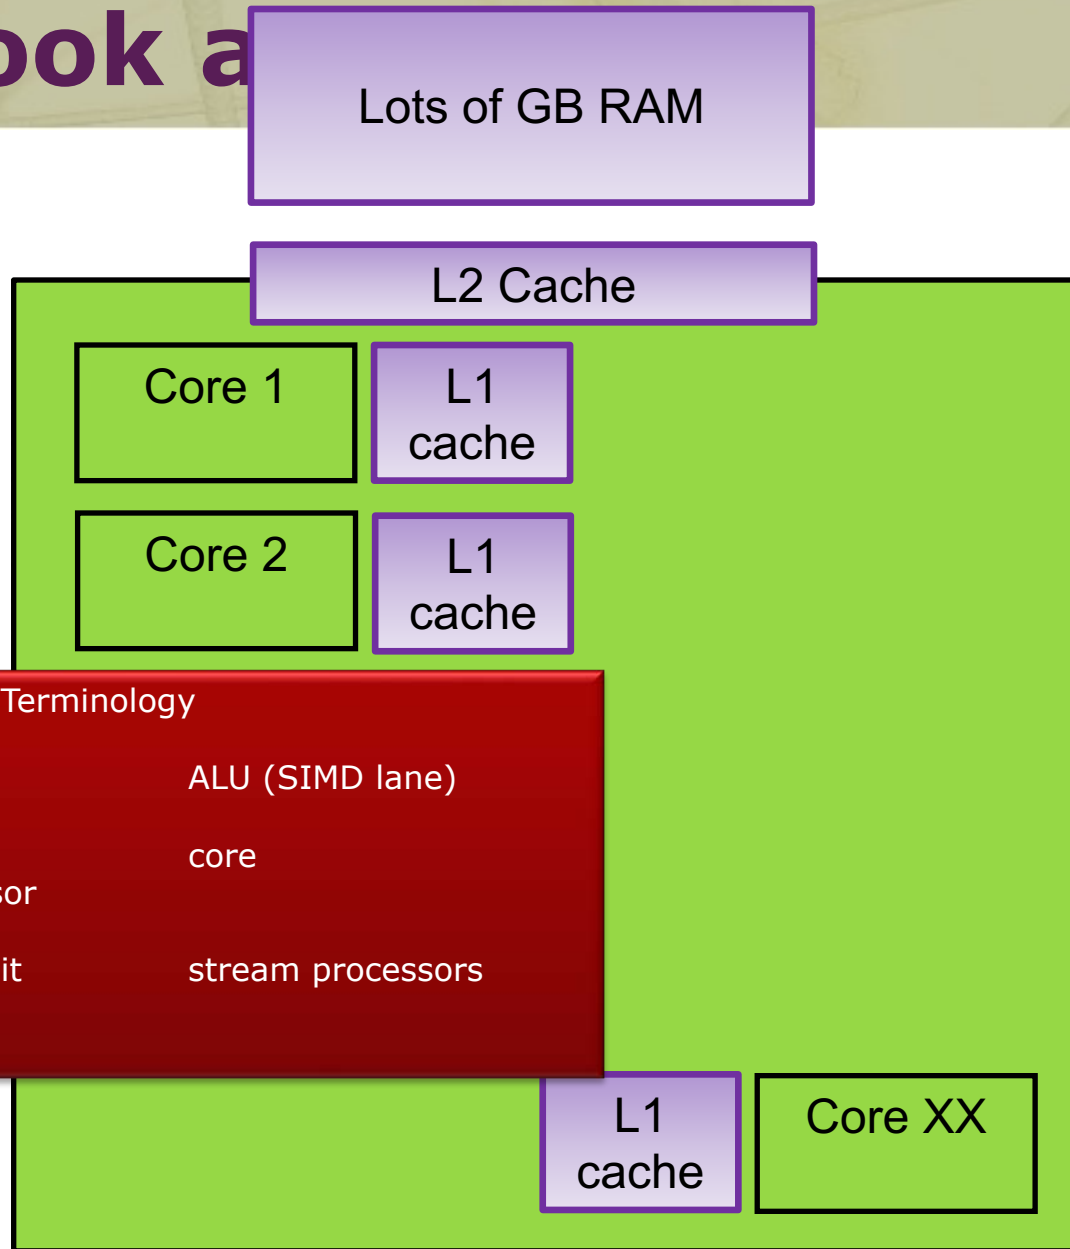 ook a
Lots of GB RAM
L2 Cache
Core 1
L1
cache
Core 2
L1
cache
Terminology
ALU (SIMD lane)
core
sor
it
stream processors
L1
cache
Core XX